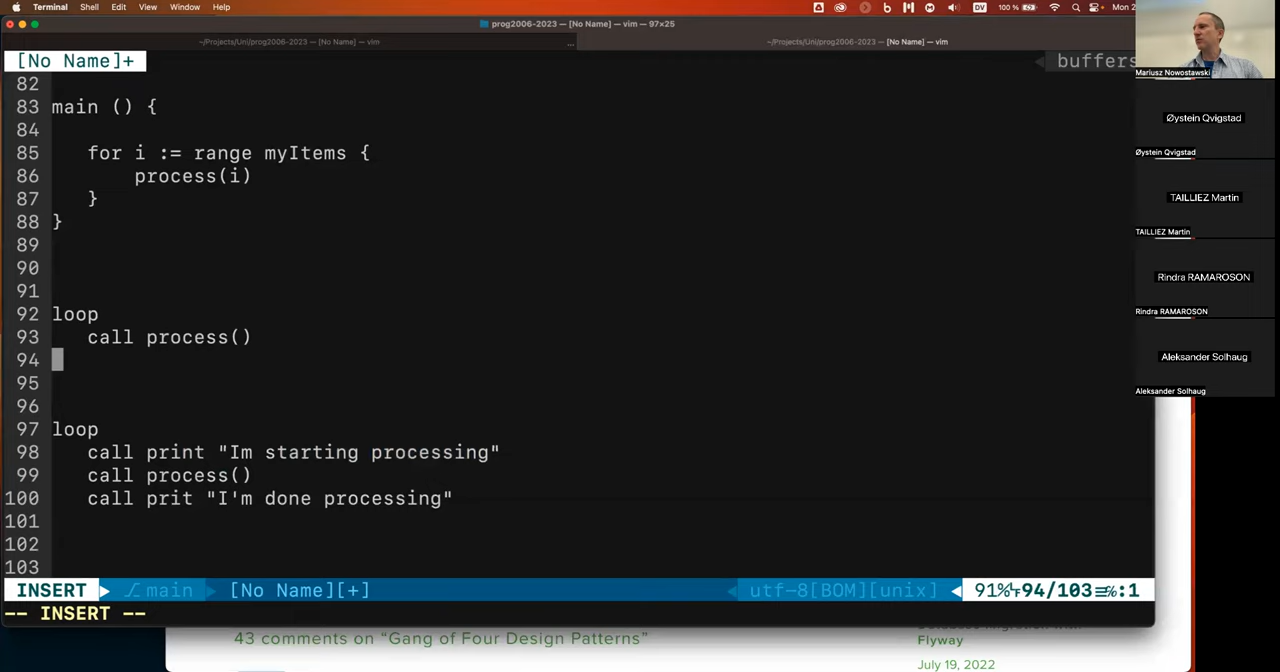 Terminal Shell Edit View Window Help
DV 100 % Mon 2
prog2006-2023 — [No Name] — vim — 97×25
~/Projects/Uni/prog2006-2023 — [No Name] — vim ... ~/Projects/Uni/prog2006-2023 — [No Name] — vim
[No Name]+ buffers
82
83 main () {
84
85 for i := range myItems {
86 process(i)
87 }
88 }
89
90
91
92 loop
93 call process()
94
95
96
97 loop
98 call print "Im starting processing"
99 call process()
100 call prit "I'm done processing"
101
102
103
INSERT main [No Name][+] utf-8[BOM][unix] 91% 94/103 :1
-- INSERT --
43 comments on “Gang of Four Design Patterns”
Flyway
July 19, 2022
Mariusz Nowostawski
Øystein Qvigstad
Øystein Qvigstad
TAILLIEZ Martin
TAILLIEZ Martin
Rindra RAMAROSON
Rindra RAMAROSON
Aleksander Solhaug
Aleksander Solhaug